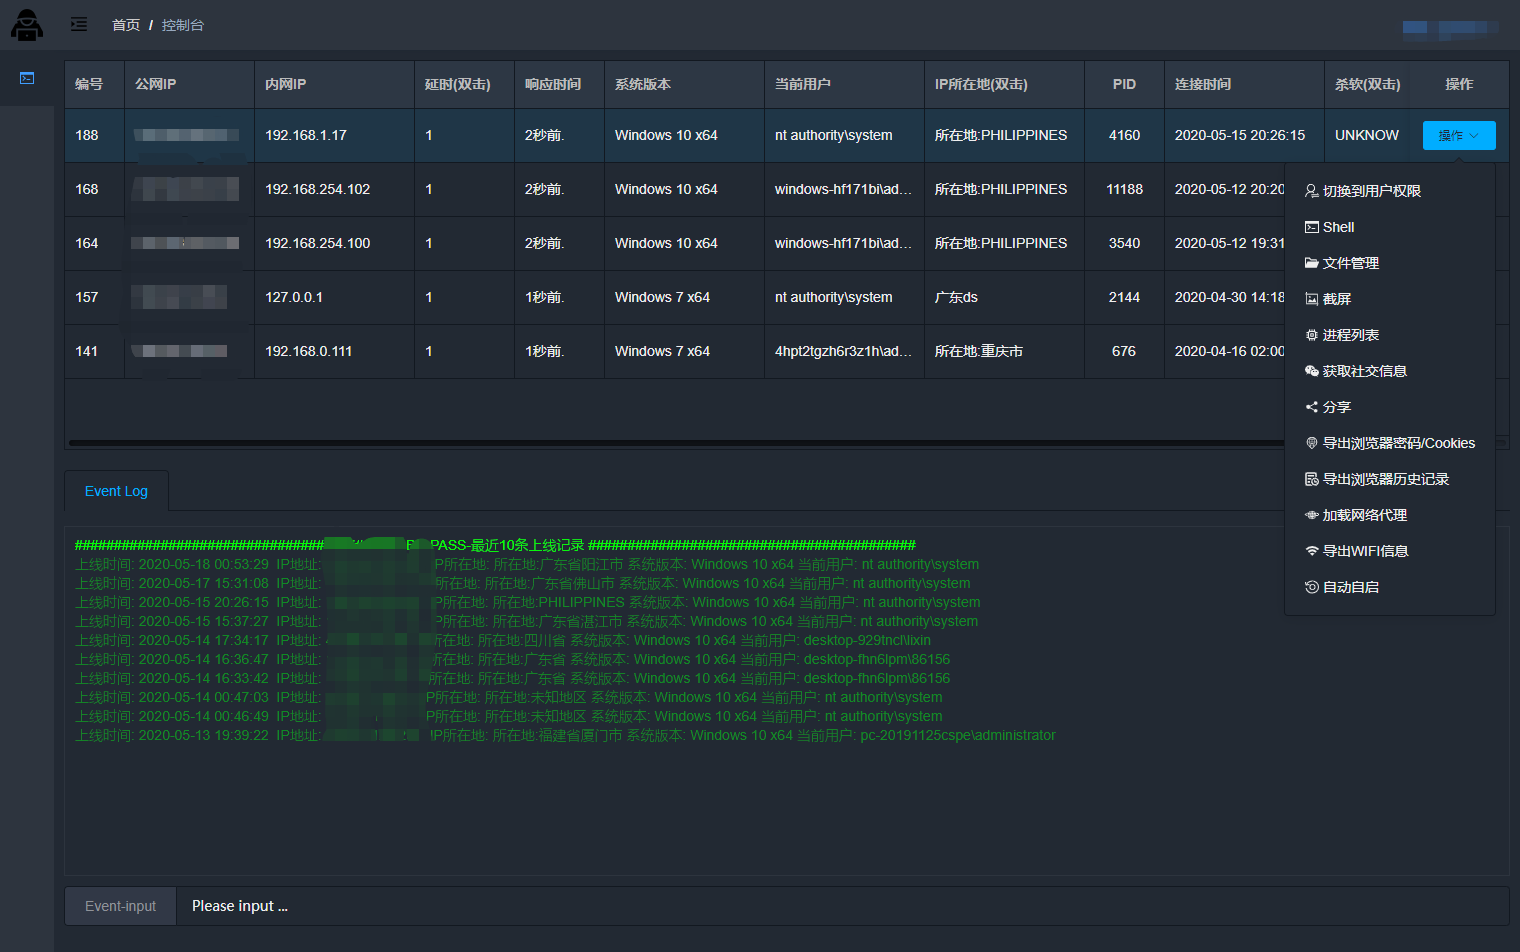 首页 / 控制台
编号 公网IP 内网IP 延时(双击) 响应时间 系统版本 当前用户 IP所在地(双击) PID 连接时间 杀软(双击) 操作
188 192.168.1.17 1 2秒前. Windows 10 x64 nt authority\system 所在地:PHILIPPINES 4160 2020-05-15 20:26:15 UNKNOW 操作
168 192.168.254.102 1 2秒前. Windows 10 x64 windows-hf171bi\ad... 所在地:PHILIPPINES 11188 2020-05-12 20:20
164 192.168.254.100 1 2秒前. Windows 10 x64 windows-hf171bi\ad... 所在地:PHILIPPINES 3540 2020-05-12 19:31
157 127.0.0.1 1 1秒前. Windows 7 x64 nt authority\system 广东ds 2144 2020-04-30 14:18
141 192.168.0.111 1 1秒前. Windows 7 x64 4hpt2tgzh6r3z1h\ad... 所在地:重庆市 676 2020-04-16 02:00
切换到用户权限
Shell
文件管理
截屏
进程列表
获取社交信息
分享
导出浏览器密码/Cookies
导出浏览器历史记录
加载网络代理
导出WIFI信息
自动自启
Event Log
PASS-最近10条上线记录
上线时间: 2020-05-18 00:53:29 IP地址: IP所在地: 所在地:广东省阳江市 系统版本: Windows 10 x64 当前用户: nt authority\system
上线时间: 2020-05-17 15:31:08 IP地址: 所在地: 所在地:广东省佛山市 系统版本: Windows 10 x64 当前用户: nt authority\system
上线时间: 2020-05-15 20:26:15 IP地址: IP所在地: 所在地:PHILIPPINES 系统版本: Windows 10 x64 当前用户: nt authority\system
上线时间: 2020-05-15 15:37:27 IP地址: IP所在地: 所在地:广东省湛江市 系统版本: Windows 10 x64 当前用户: nt authority\system
上线时间: 2020-05-14 17:34:17 IP地址: 所在地: 所在地:四川省 系统版本: Windows 10 x64 当前用户: desktop-929tncl\lixin
上线时间: 2020-05-14 16:36:47 IP地址: 所在地: 所在地:广东省 系统版本: Windows 10 x64 当前用户: desktop-fhn6lpm\86156
上线时间: 2020-05-14 16:33:42 IP地址: 所在地: 所在地:广东省 系统版本: Windows 10 x64 当前用户: desktop-fhn6lpm\86156
上线时间: 2020-05-14 00:47:03 IP地址: IP所在地: 所在地:未知地区 系统版本: Windows 10 x64 当前用户: nt authority\system
上线时间: 2020-05-14 00:46:49 IP地址: IP所在地: 所在地:未知地区 系统版本: Windows 10 x64 当前用户: nt authority\system
上线时间: 2020-05-13 19:39:22 IP地址: IP所在地: 所在地:福建省厦门市 系统版本: Windows 10 x64 当前用户: pc-20191125cspe\administrator
Event-input Please input ...